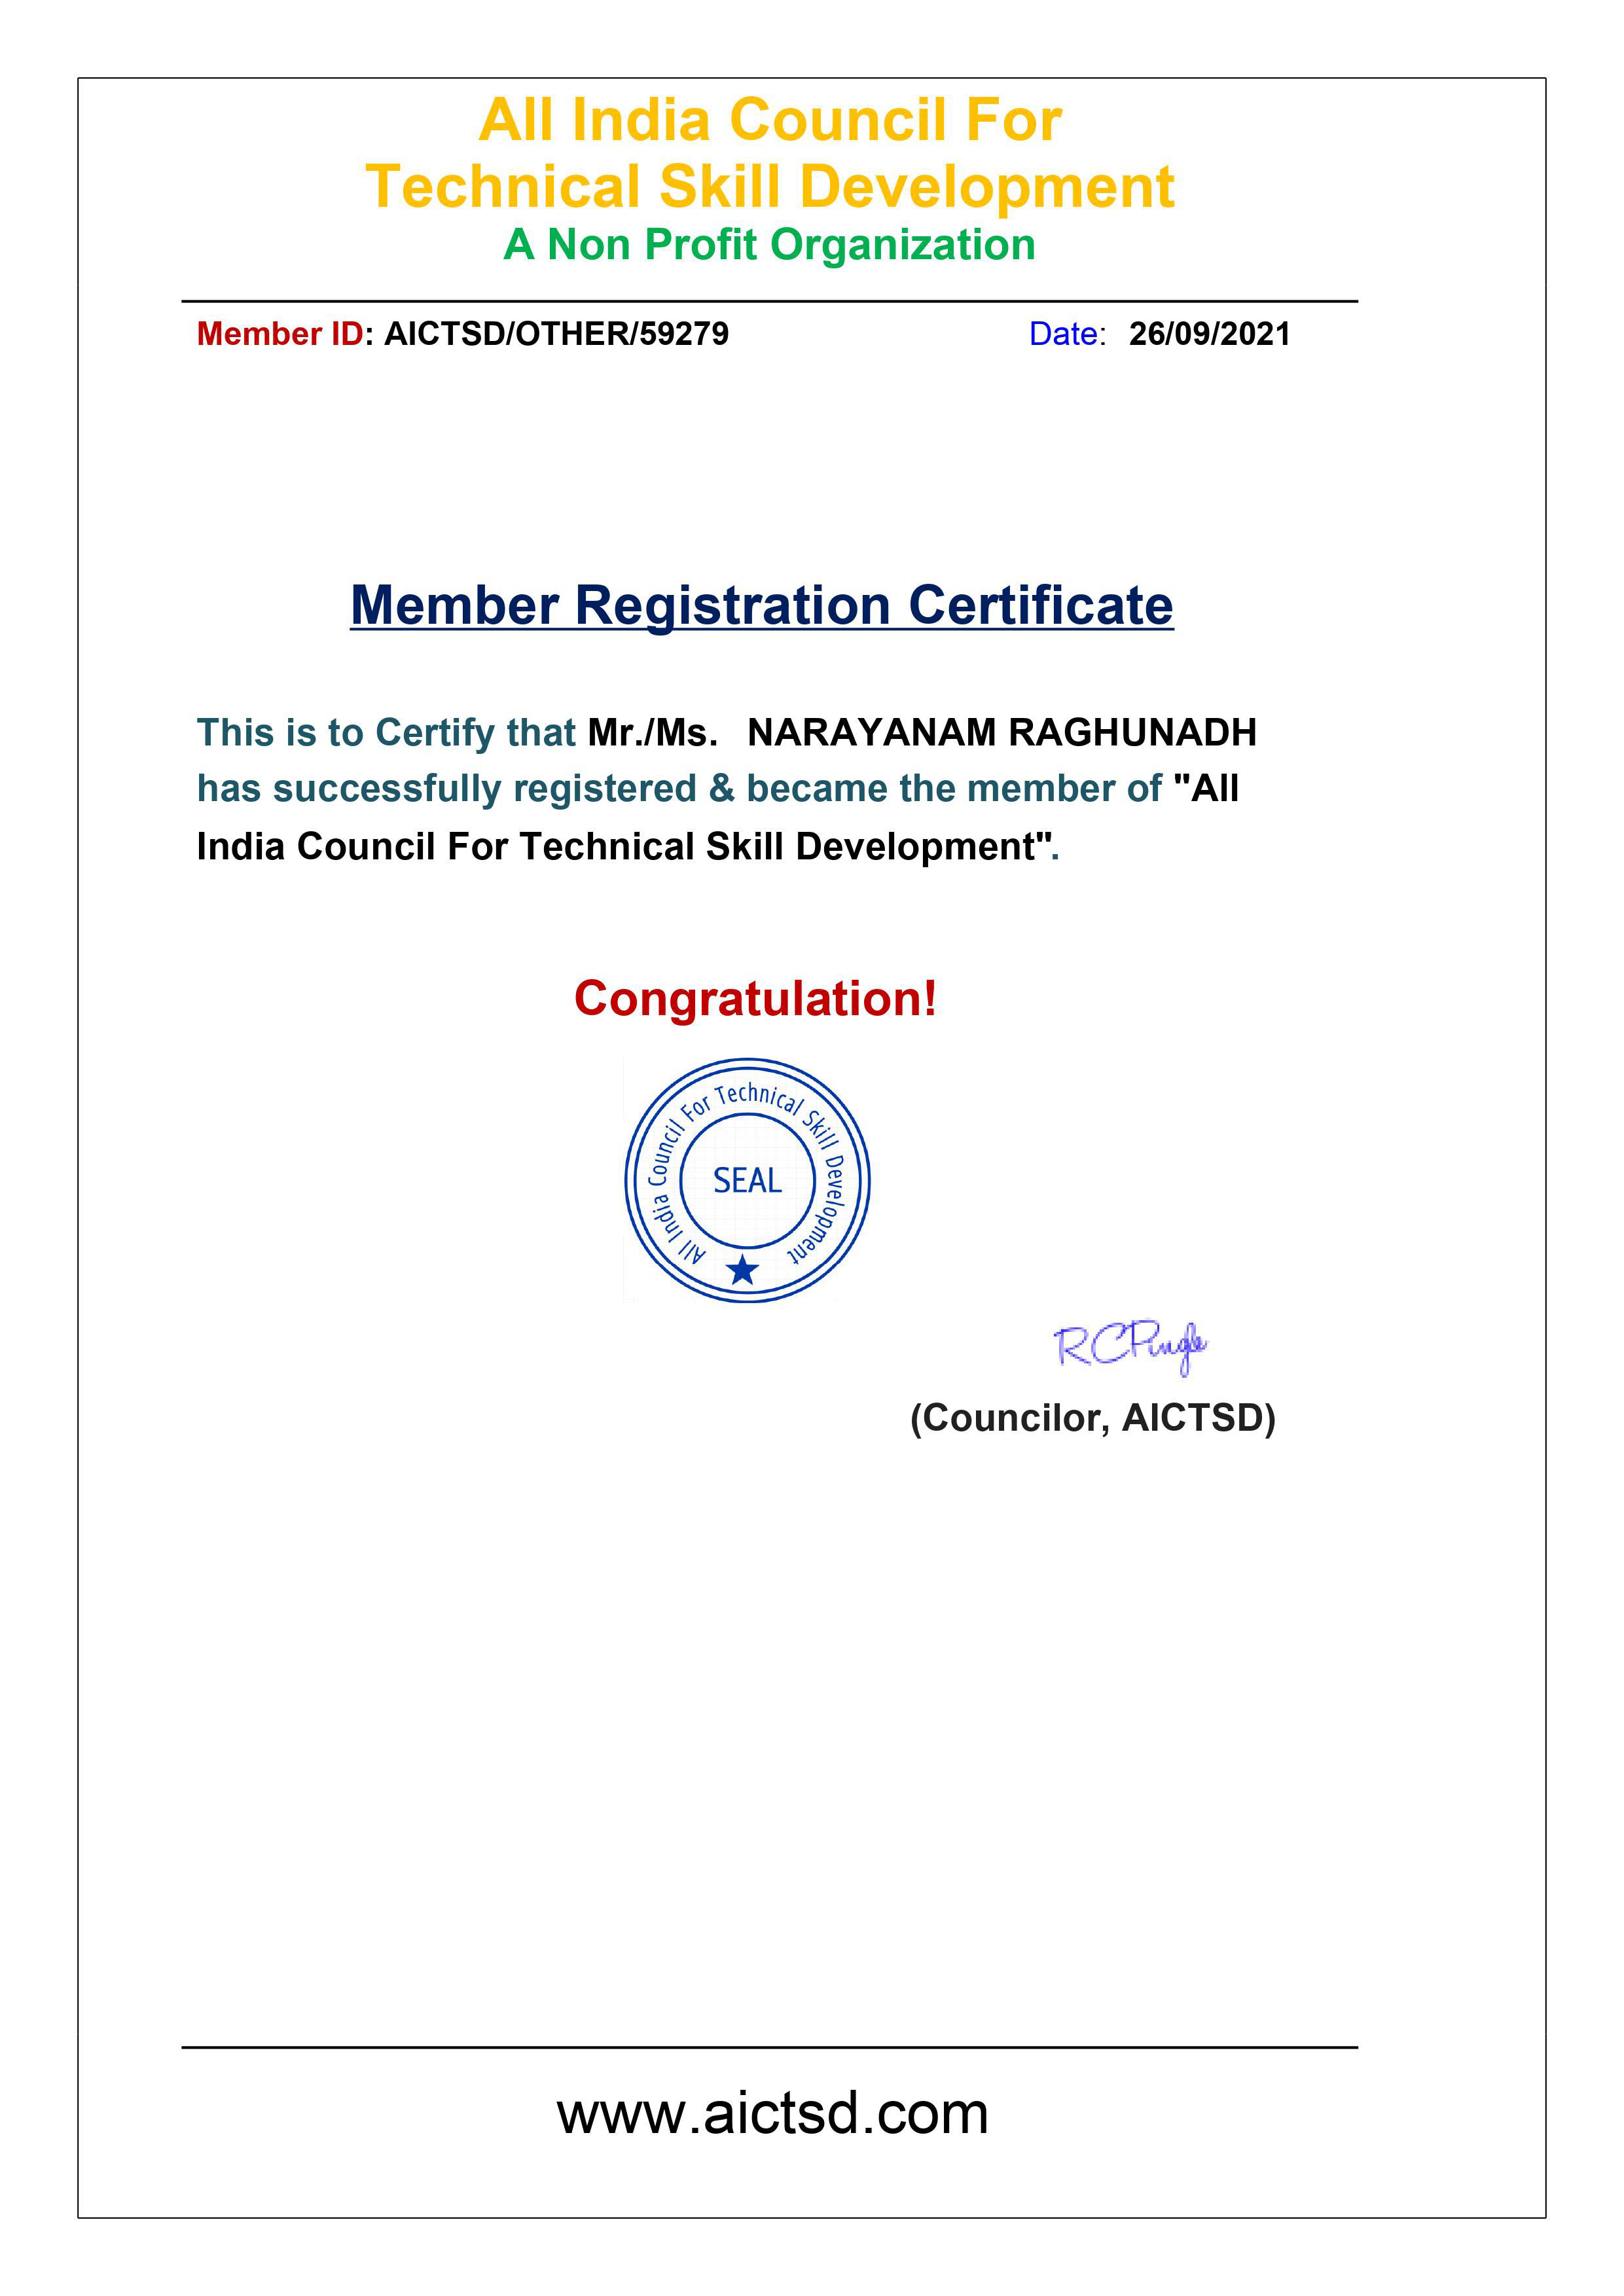 All India Council For
Technical Skill Development
A Non Profit Organization
Member ID: AICTSD/OTHER/59279 Date: 26/09/2021
Member Registration Certificate
This is to Certify that Mr./Ms. NARAYANAM RAGHUNADH
has successfully registered & became the member of "All
India Council For Technical Skill Development".
Congratulation!
All India Council For Technical Skill Development
SEAL
RCPingle
(Councilor, AICTSD)
www.aictsd.com